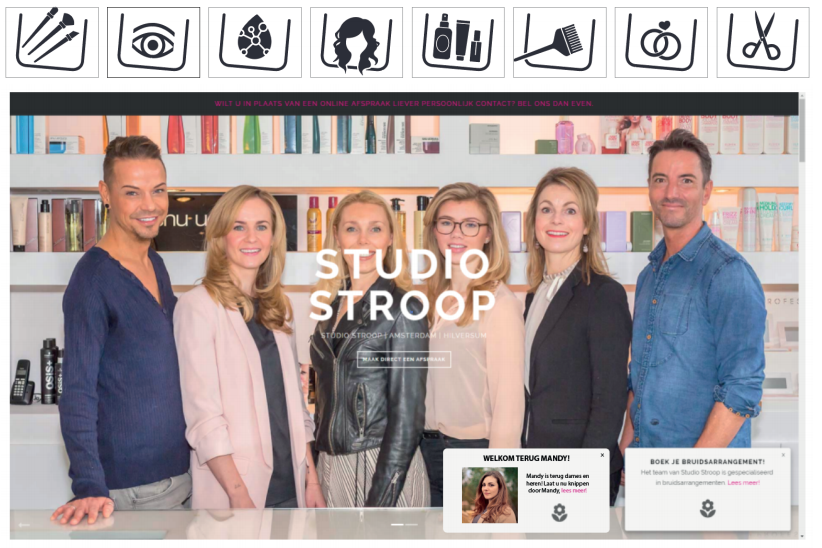 WILT U IN PLAATS VAN EEN ONLINE AFSPRAAK LIEVER PERSOONLIJK CONTACT? BEL ONS DAN EVEN.
STUDIO
STROOP
STUDIO STROOP | AMSTERDAM | HILVERSUM
MAAK DIRECT EEN AFSPRAAK
OSIS+
OSIS+
WELKOM TERUG MANDY!
x
Mandy is terug dames en
heren! Laat u nu knippen
door Mandy, lees meer!
BOEK JE BRUIDSARRANGEMENT!
x
Het team van Studio Stroop is gespecialiseerd
in bruidsarrangementen. Lees meer!